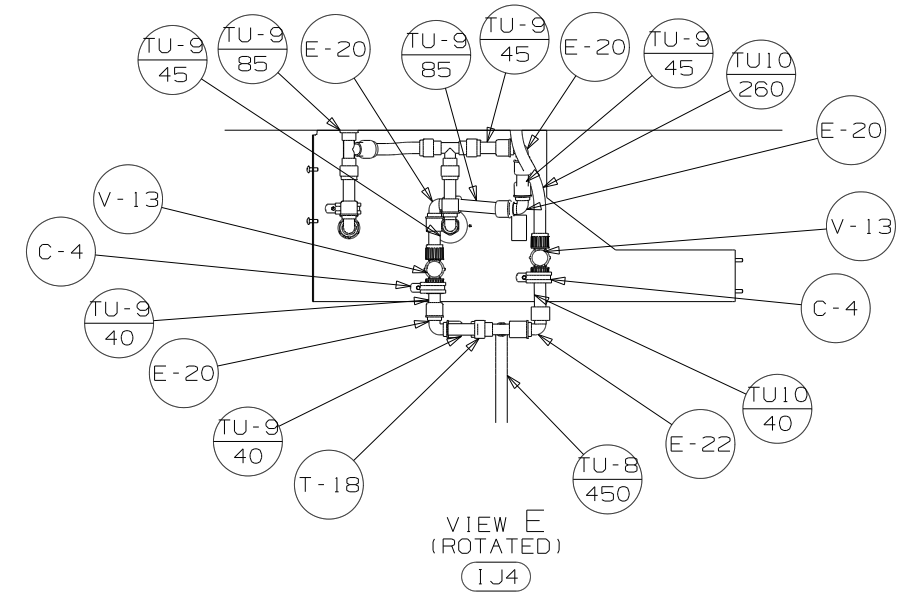 TU-9
45
TU-9
85
E-20
TU-9
85
TU-9
45
E-20
TU-9
45
TU10
260
E-20
V-13
V-13
C-4
C-4
TU-9
40
E-20
TU-9
40
T-18
TU-8
450
E-22
TU10
40
VIEW E
(ROTATED)
IJ4